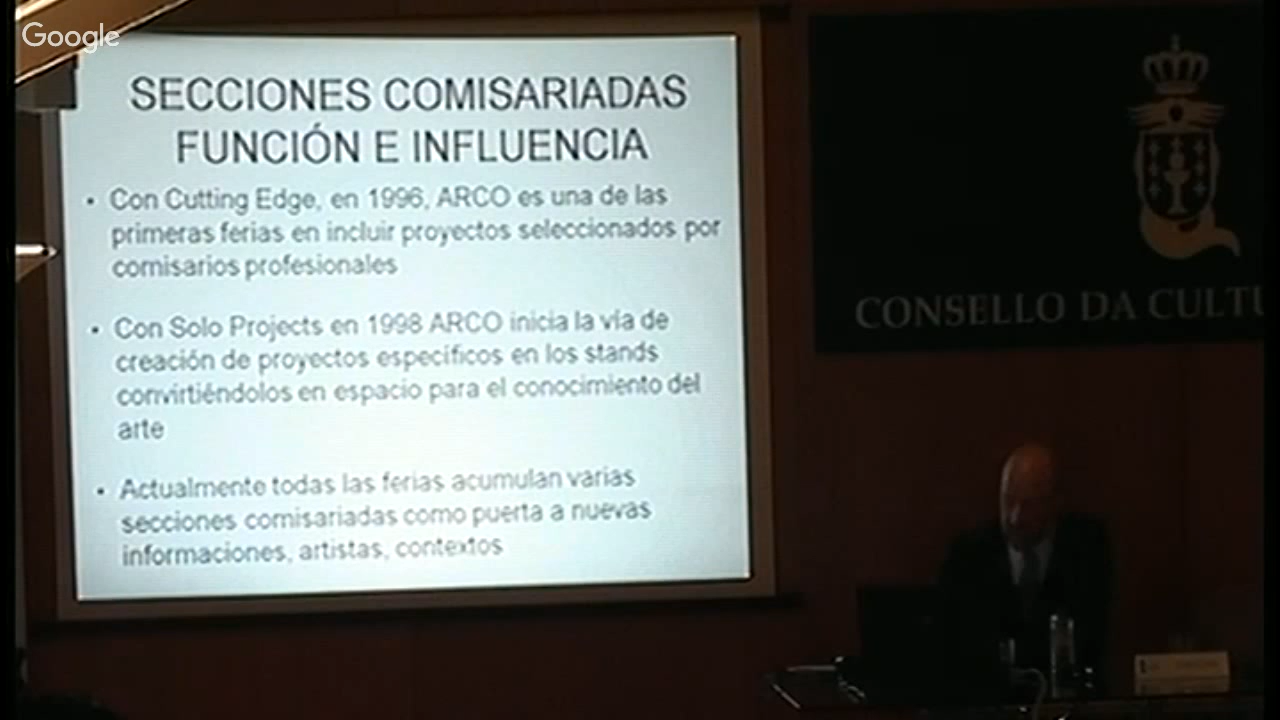 Google
SECCIONES COMISARIADAS
FUNCIÓN E INFLUENCIA
• Con Cutting Edge, en 1996, ARCO es una de las
primeras ferias en incluir proyectos seleccionados por
comisarios profesionales
• Con Solo Projects en 1998 ARCO inicia la vía de
creación de proyectos específicos en los stands
convirtiéndolos en espacio para el conocimiento del
arte
• Actualmente todas las ferias acumulan varias
secciones comisariadas como puerta a nuevas
informaciones, artistas, contextos
CONSELLO DA CULTU